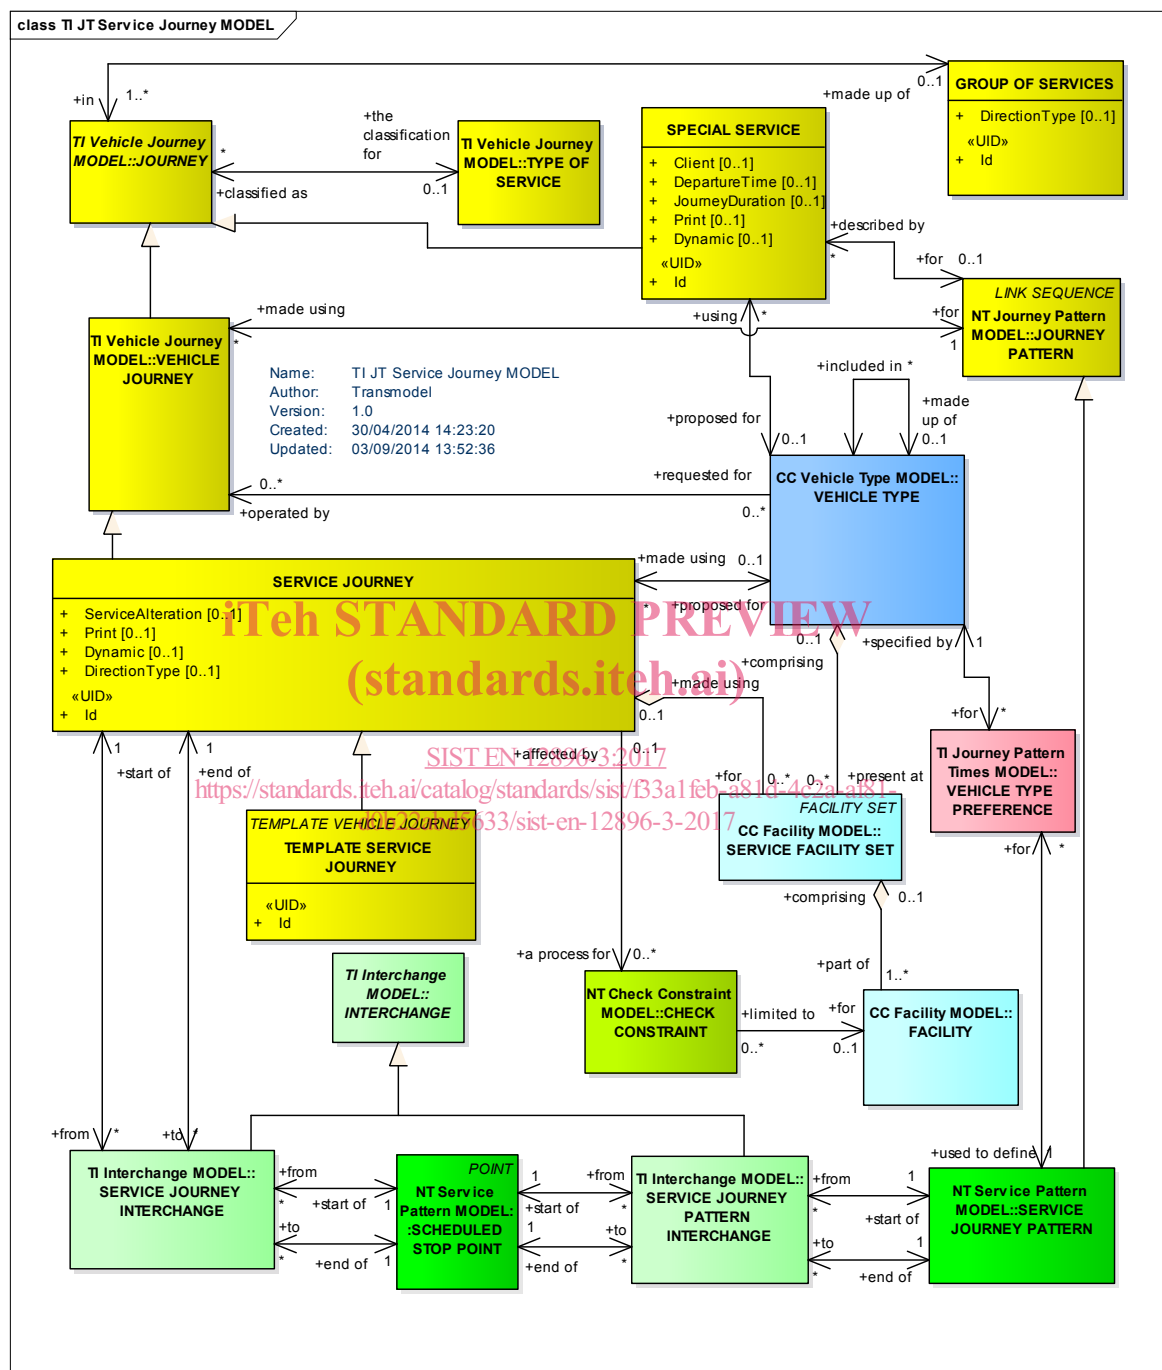 class TI JT Service Journey MODEL
+in
1..*
+made up of
0..1
GROUP OF SERVICES
+ DirectionType [0..1]
«UID»
+ Id
TI Vehicle Journey
MODEL::JOURNEY
*
+classified as
+the
classification
for
0..1
TI Vehicle Journey
MODEL::TYPE OF
SERVICE
SPECIAL SERVICE
+ Client [0..1]
+ DepartureTime [0..1]
+ JourneyDuration [0..1]
+ Print [0..1]
+ Dynamic [0..1]
«UID»
+ Id
+described by
*
+for
0..1
LINK SEQUENCE
NT Journey Pattern
MODEL::JOURNEY
PATTERN
+using
*
+made using
*
+for
1
TI Vehicle Journey
MODEL::VEHICLE
JOURNEY
Name: TI JT Service Journey MODEL
Author: Transmodel
Version: 1.0
Created: 30/04/2014 14:23:20
Updated: 03/09/2014 13:52:36
+included in *
+made
up of
0..1
+proposed for
0..1
+requested for
0..*
0..*
+operated by
CC Vehicle Type MODEL::
VEHICLE TYPE
SERVICE JOURNEY
+ ServiceAlteration [0..1]
+ Print [0..1]
+ Dynamic [0..1]
+ DirectionType [0..1]
«UID»
+ Id
+made using
0..1
*
+proposed for
iTeh STANDARD PREVIEW
(standards.iteh.ai)
0..1
+comprising
+specified by
1
+made using
0..1
+affected by
0..1
1
+start of
1
+end of
SIST EN 12896-3:2017
https://standards.iteh.ai/catalog/standards/sist/f33a1feb-a81d-4c2a-af81-
+for
0..*
0..*
+present at
+for
*
TI Journey Pattern
Times MODEL::
VEHICLE TYPE
PREFERENCE
FACILITY SET
CC Facility MODEL::
SERVICE FACILITY SET
TEMPLATE VEHICLE JOURNEY
TEMPLATE SERVICE
JOURNEY
«UID»
+ Id
+for
*
+comprising
0..1
+part of
1..*
+a process for
0..*
TI Interchange
MODEL::
INTERCHANGE
NT Check Constraint
MODEL::CHECK
CONSTRAINT
+limited to
0..*
+for
0..1
CC Facility MODEL::
FACILITY
+from
*
+to
*
+used to define
1
TI Interchange MODEL::
SERVICE JOURNEY
INTERCHANGE
+from
*
+start of
1
+to
*
+end of
1
POINT
NT Service
Pattern MODEL:
:SCHEDULED
STOP POINT
1
+start of
+from
*
1
+end of
+to
*
TI Interchange MODEL::
SERVICE JOURNEY
PATTERN
INTERCHANGE
+from
*
1
+start of
+to
*
1
+end of
NT Service Pattern
MODEL::SERVICE
JOURNEY PATTERN